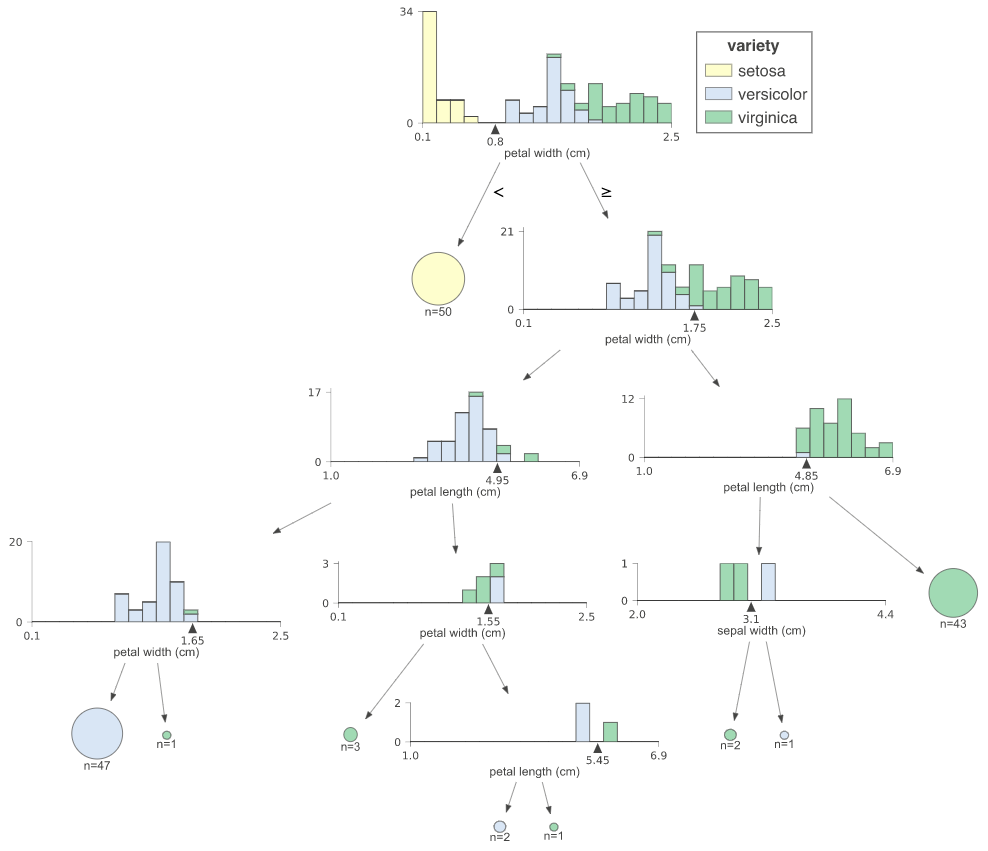 34
0
0.1
0.8
2.5
petal width (cm)
variety
setosa
versicolor
virginica
<
≥
n=50
21
0
0.1
1.75
2.5
petal width (cm)
17
0
1.0
4.95
6.9
petal length (cm)
12
0
1.0
4.85
6.9
petal length (cm)
20
0
0.1
1.65
2.5
petal width (cm)
3
0
0.1
1.55
2.5
petal width (cm)
1
0
2.0
3.1
4.4
sepal width (cm)
n=43
n=47
n=1
n=3
2
0
1.0
5.45
6.9
petal length (cm)
n=2
n=1
n=2
n=1